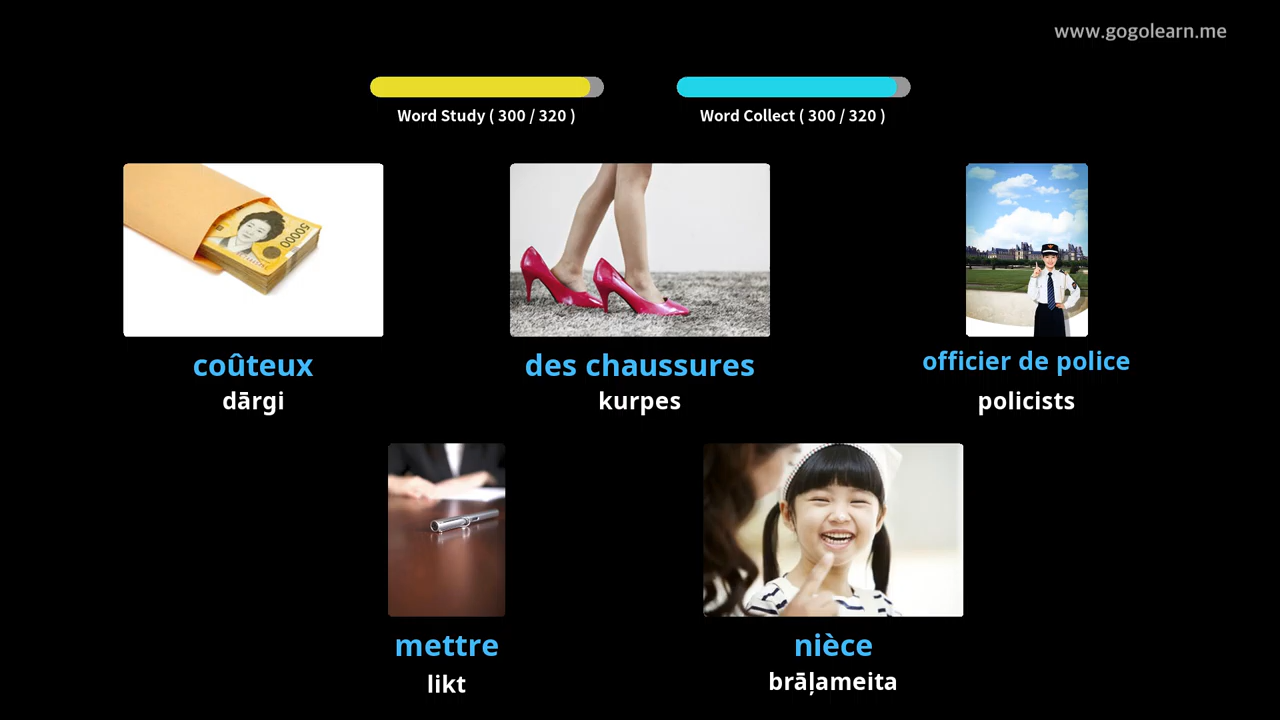 www.gogolearn.me
Word Study ( 300 / 320 )
Word Collect ( 300 / 320 )
50000
coûteux
dārgi
des chaussures
kurpes
officier de police
policists
mettre
likt
nièce
brāļameita